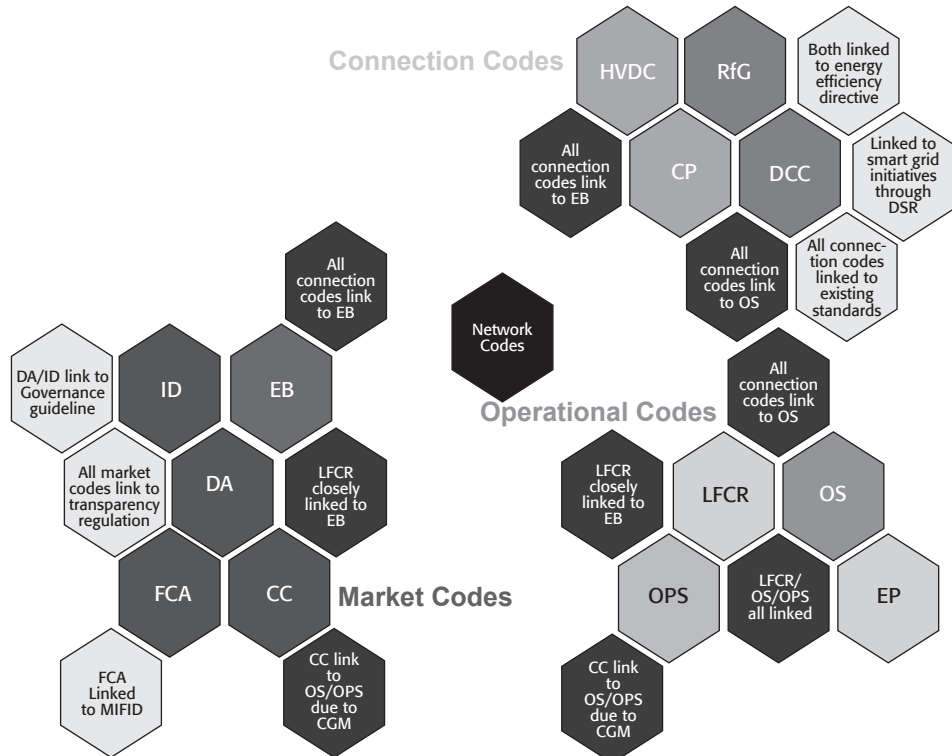 Connection Codes
HVDC
RfG
Both linked
to energy
efficiency
directive
All
connection
codes link
to EB
CP
DCC
Linked to
smart grid
initiatives
through
DSR
All
connection
codes link
to OS
All connec-
tion codes
linked to
existing
standards
All
connection
codes link
to EB
Network
Codes
DA/ID link to
Governance
guideline
ID
EB
All market
codes link to
transparency
regulation
DA
LFCR
closely
linked to
EB
FCA
CC
Market Codes
FCA
Linked
to MIFID
CC link
to
OS/OPS
due to
CGM
Operational Codes
All
connection
codes link
to OS
LFCR
closely
linked to
EB
LFCR
OS
OPS
LFCR/
OS/OPS
all linked
EP
CC link
to
OS/OPS
due to
CGM